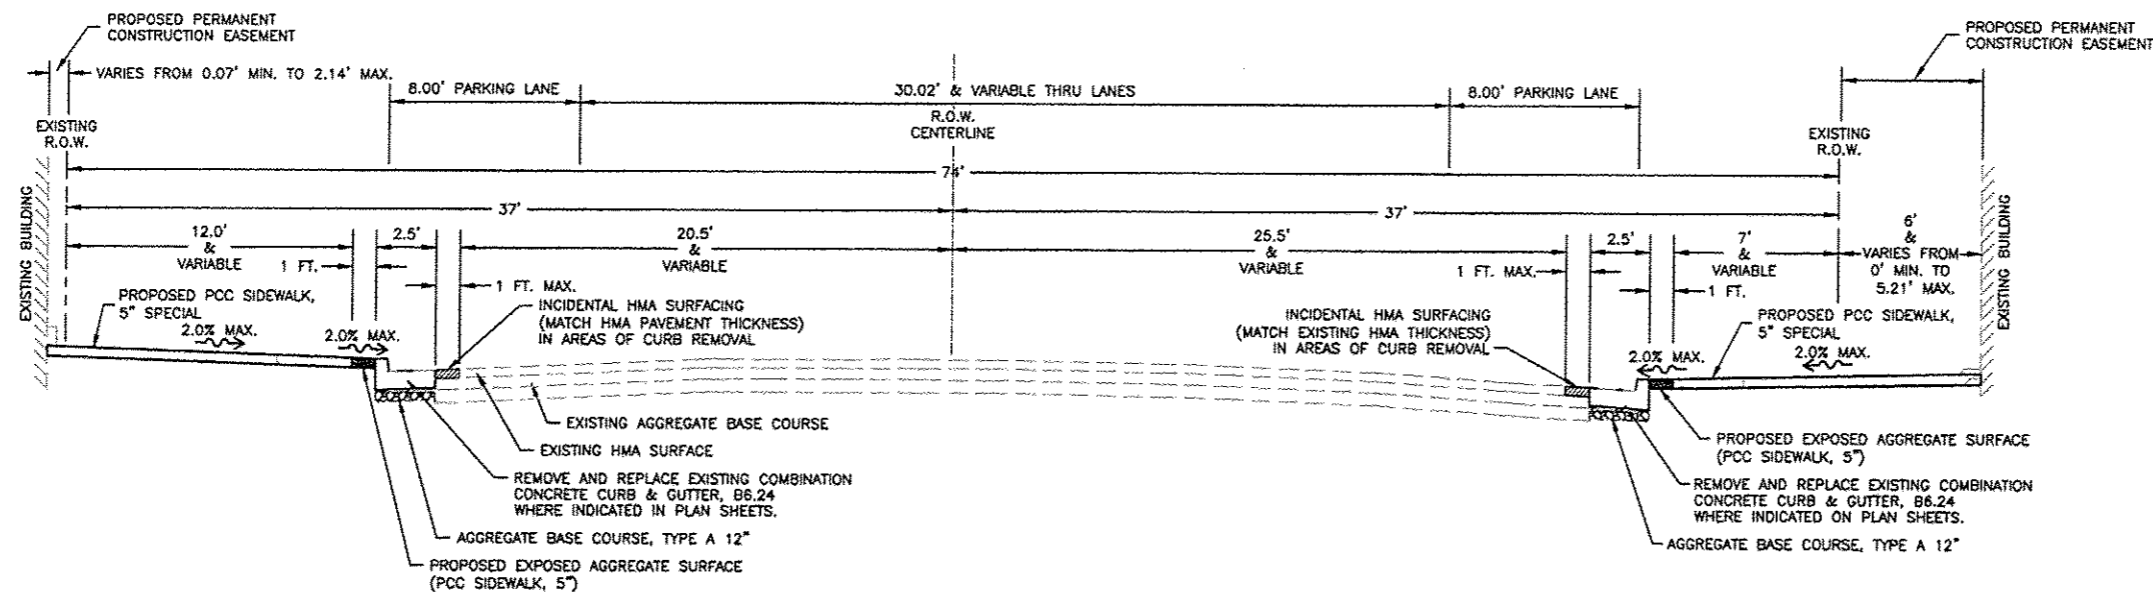 PROPOSED PERMANENT
CONSTRUCTION EASEMENT
PROPOSED PERMANENT
CONSTRUCTION EASEMENT
VARIES FROM 0.07' MIN. TO 2.14' MAX.
8.00' PARKING LANE
30.02' & VARIABLE THRU LANES
8.00' PARKING LANE
R.O.W.
CENTERLINE
EXISTING
R.O.W.
EXISTING
R.O.W.
74'
37'
37'
EXISTING BUILDING
12.0'
&
VARIABLE
2.5'
20.5'
&
VARIABLE
25.5'
&
VARIABLE
2.5'
7'
&
VARIABLE
6'
&
VARIES FROM
0' MIN. TO
5.21' MAX.
EXISTING BUILDING
1 FT.
1 FT. MAX.
1 FT. MAX.
1 FT.
PROPOSED PCC SIDEWALK,
5" SPECIAL
2.0% MAX.
2.0% MAX.
INCIDENTAL HMA SURFACING
(MATCH HMA PAVEMENT THICKNESS)
IN AREAS OF CURB REMOVAL
INCIDENTAL HMA SURFACING
(MATCH EXISTING HMA THICKNESS)
IN AREAS OF CURB REMOVAL
PROPOSED PCC SIDEWALK,
5" SPECIAL
2.0% MAX.
2.0% MAX.
EXISTING AGGREGATE BASE COURSE
EXISTING HMA SURFACE
REMOVE AND REPLACE EXISTING COMBINATION
CONCRETE CURB & GUTTER, B6.24
WHERE INDICATED IN PLAN SHEETS.
AGGREGATE BASE COURSE, TYPE A 12"
PROPOSED EXPOSED AGGREGATE SURFACE
(PCC SIDEWALK, 5")
PROPOSED EXPOSED AGGREGATE SURFACE
(PCC SIDEWALK, 5")
REMOVE AND REPLACE EXISTING COMBINATION
CONCRETE CURB & GUTTER, B6.24
WHERE INDICATED ON PLAN SHEETS.
AGGREGATE BASE COURSE, TYPE A 12"